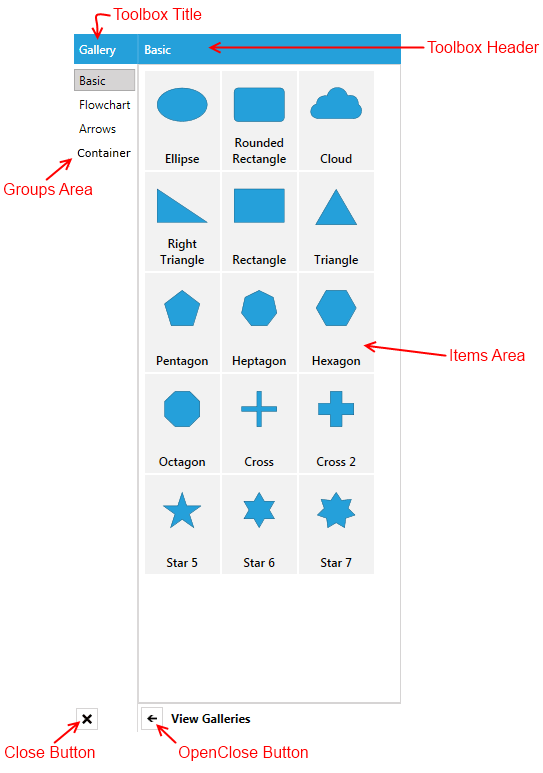 Toolbox Title
Gallery
Basic
Toolbox Header
Basic
Flowchart
Arrows
Container
Groups Area
Ellipse
Rounded
Rectangle
Cloud
Right
Triangle
Rectangle
Triangle
Pentagon
Heptagon
Hexagon
Items Area
Octagon
Cross
Cross 2
Star 5
Star 6
Star 7
View Galleries
Close Button
OpenClose Button